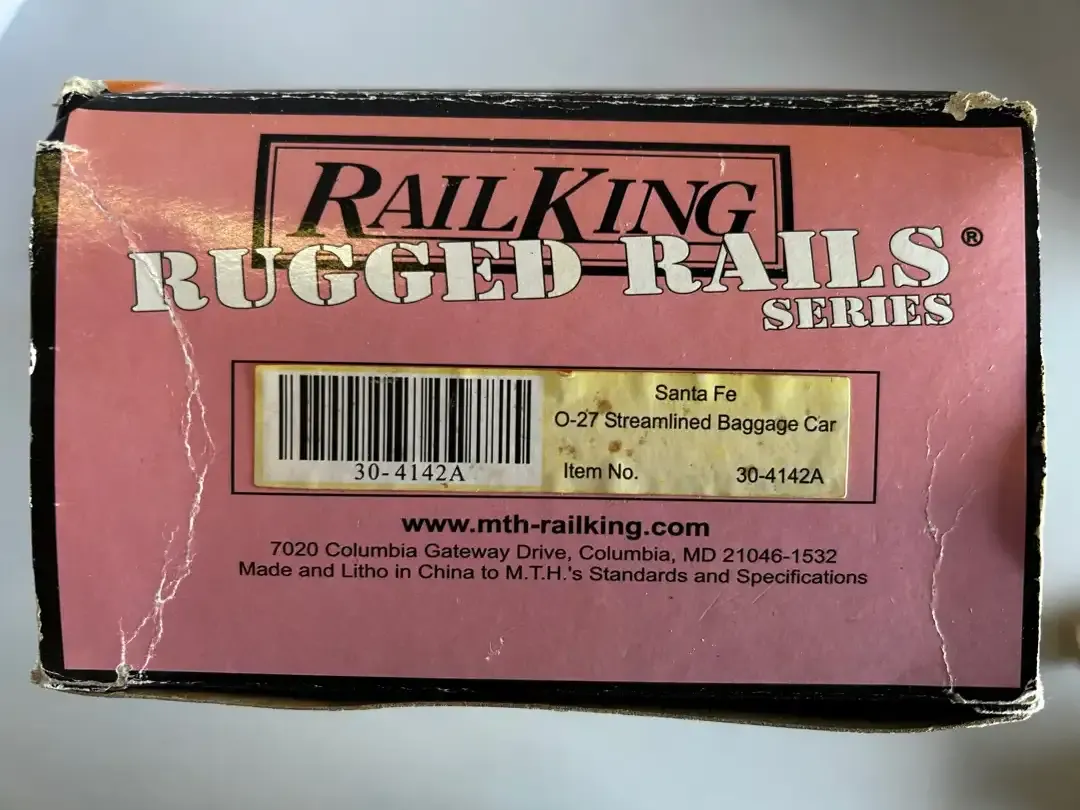 RAILKING
RUGGED RAILS®
SERIES
30-4142A
Santa Fe
O-27 Streamlined Baggage Car
Item No. 30-4142A
www.mth-railking.com
7020 Columbia Gateway Drive, Columbia, MD 21046-1532
Made and Litho in China to M.T.H.'s Standards and Specifications